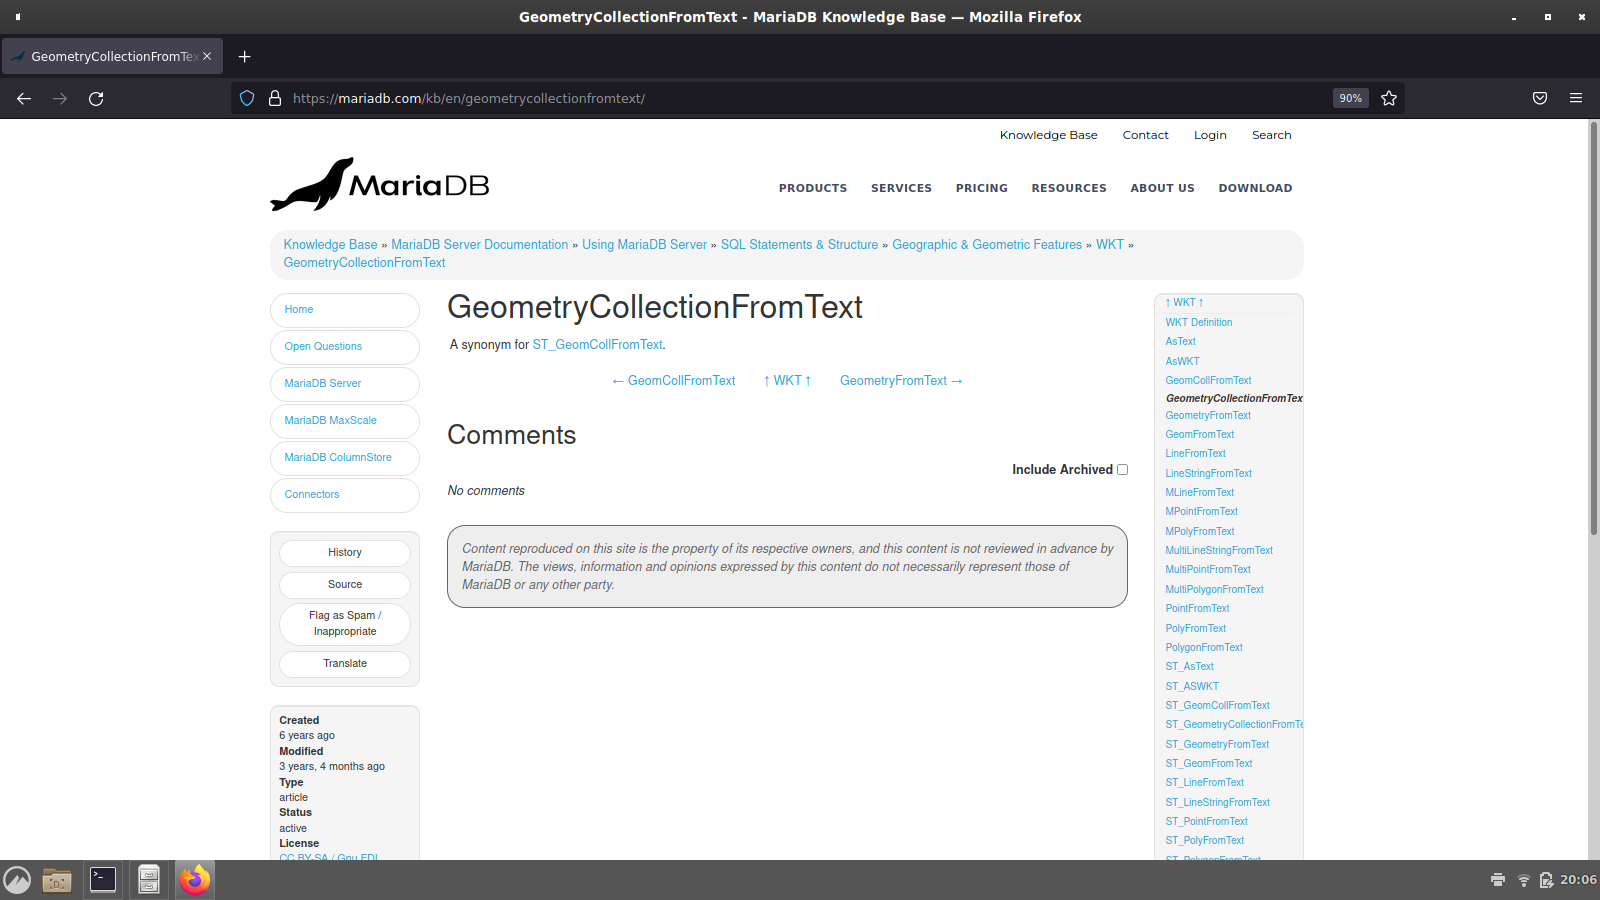 GeometryCollectionFromText - MariaDB Knowledge Base — Mozilla Firefox
GeometryCollectionFromTex
https://mariadb.com/kb/en/geometrycollectionfromtext/
90%
Knowledge Base Contact Login Search
MariaDB
PRODUCTS SERVICES PRICING RESOURCES ABOUT US DOWNLOAD
Knowledge Base » MariaDB Server Documentation » Using MariaDB Server » SQL Statements & Structure » Geographic & Geometric Features » WKT »
GeometryCollectionFromText
Home
Open Questions
MariaDB Server
MariaDB MaxScale
MariaDB ColumnStore
Connectors
History
Source
Flag as Spam /
Inappropriate
Translate
Created
6 years ago
Modified
3 years, 4 months ago
Type
article
Status
active
License
CC BY-SA / Gnu FDL
GeometryCollectionFromText
A synonym for ST_GeomCollFromText.
← GeomCollFromText ↑ WKT ↑ GeometryFromText →
Comments
Include Archived
No comments
Content reproduced on this site is the property of its respective owners, and this content is not reviewed in advance by
MariaDB. The views, information and opinions expressed by this content do not necessarily represent those of
MariaDB or any other party.
↑ WKT ↑
WKT Definition
AsText
AsWKT
GeomCollFromText
GeometryCollectionFromTex
GeometryFromText
GeomFromText
LineFromText
LineStringFromText
MLineFromText
MPointFromText
MPolyFromText
MultiLineStringFromText
MultiPointFromText
MultiPolygonFromText
PointFromText
PolyFromText
PolygonFromText
ST_AsText
ST_ASWKT
ST_GeomCollFromText
ST_GeometryCollectionFromTe
ST_GeometryFromText
ST_GeomFromText
ST_LineFromText
ST_LineStringFromText
ST_PointFromText
ST_PolyFromText
ST_PolygonFromText
20:06